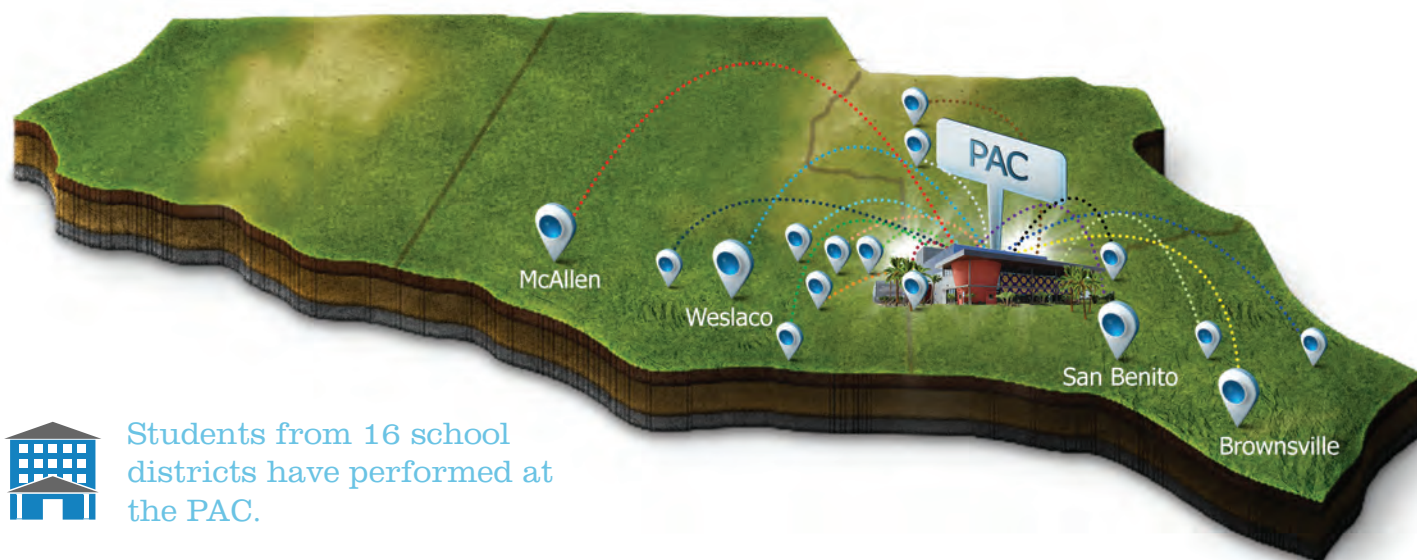 PAC
McAllen
Weslaco
San Benito
Brownsville
Students from 16 school
districts have performed at
the PAC.